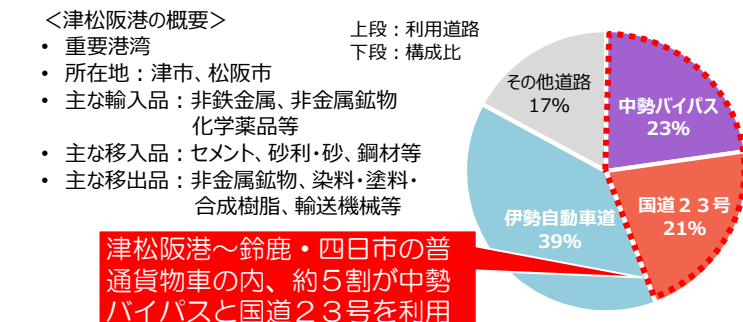 ＜津松阪港の概要＞
• 重要港湾
• 所在地：津市、松阪市
• 主な輸入品：非鉄金属、非金属鉱物
化学薬品等
• 主な移入品：セメント、砂利・砂、鋼材等
• 主な移出品：非金属鉱物、染料・塗料・
合成樹脂、輸送機械等
上段：利用道路
下段：構成比
その他道路
17%
中勢バイパス
23%
国道２３号
21%
伊勢自動車道
39%
津松阪港～鈴鹿・四日市の普
通貨物車の内、約５割が中勢
バイパスと国道２３号を利用